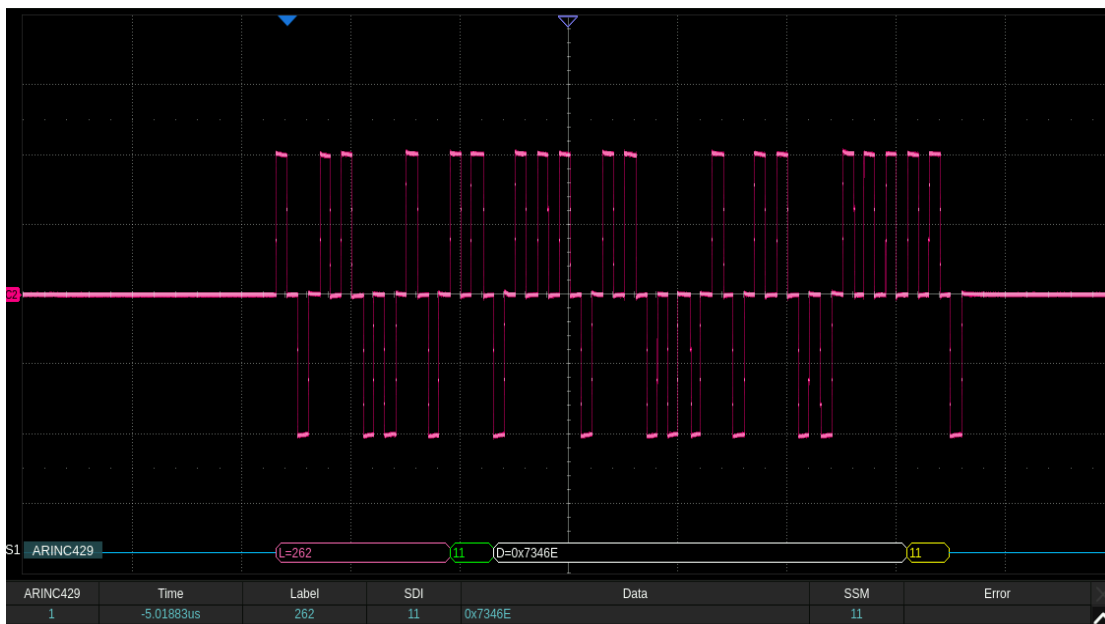 C2
S1 ARINC429 L=262 11 D=0x7346E 11
ARINC429 Time Label SDI Data SSM Error
1 -5.01883us 262 11 0x7346E 11